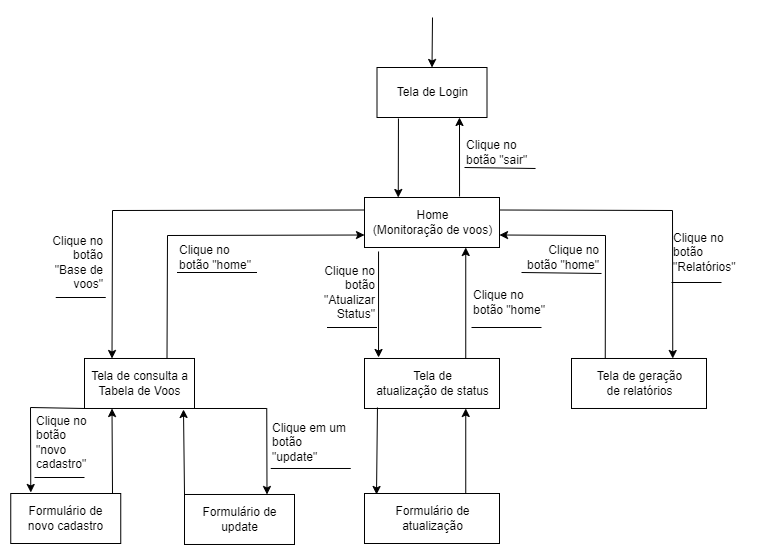 Tela de Login
Clique no
botão "sair"
Home
(Monitoração de voos)
Clique no
botão
"Base de
voos"
Clique no
botão "home"
Clique no
botão
"Atualizar
Status"
Clique no
botão "home"
Clique no
botão "home"
Clique no
botão
"Relatórios"
Tela de consulta a
Tabela de Voos
Tela de
atualização de status
Tela de geração
de relatórios
Clique no
botão
"novo
cadastro"
Clique em um
botão
"update"
Formulário de
novo cadastro
Formulário de
update
Formulário de
atualização